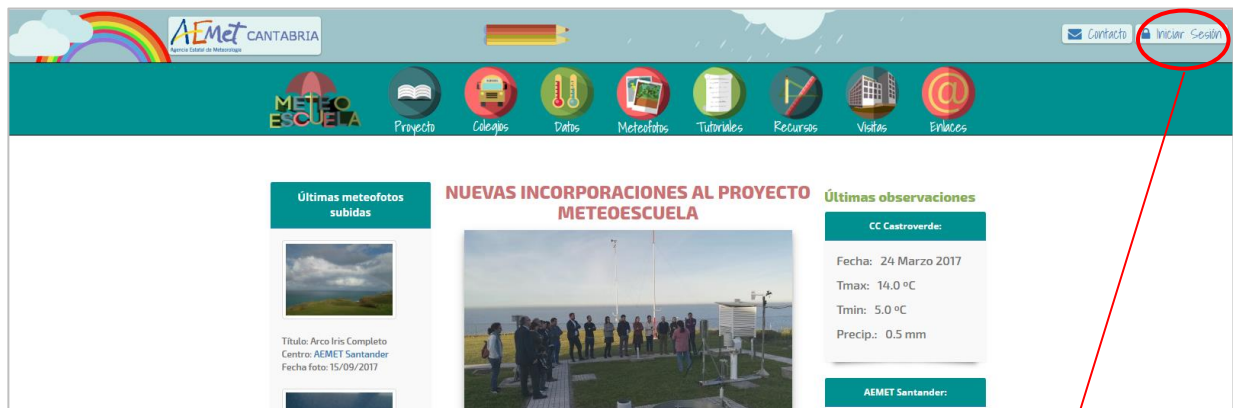 AEMet CANTABRIA
Agencia Estatal de Meteorología
Contacto
Iniciar Sesión
METEO
ESCUELA
Proyecto
Colegios
Datos
Meteofotos
Tutoriales
Recursos
Visitas
Enlaces
Últimas meteofotos
subidas
Título: Arco Iris Completo
Centro: AEMET Santander
Fecha foto: 15/09/2017
NUEVAS INCORPORACIONES AL PROYECTO
METEOESCUELA
Últimas observaciones
CC Castroverde:
Fecha: 24 Marzo 2017
Tmax: 14.0 ºC
Tmin: 5.0 ºC
Precip.: 0.5 mm
AEMET Santander: